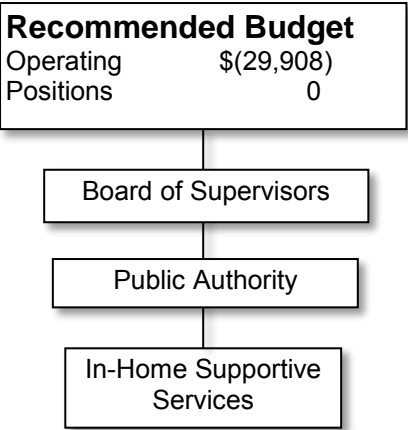 Recommended Budget
Operating $(29,908)
Positions 0
Board of Supervisors
Public Authority
In-Home Supportive
Services